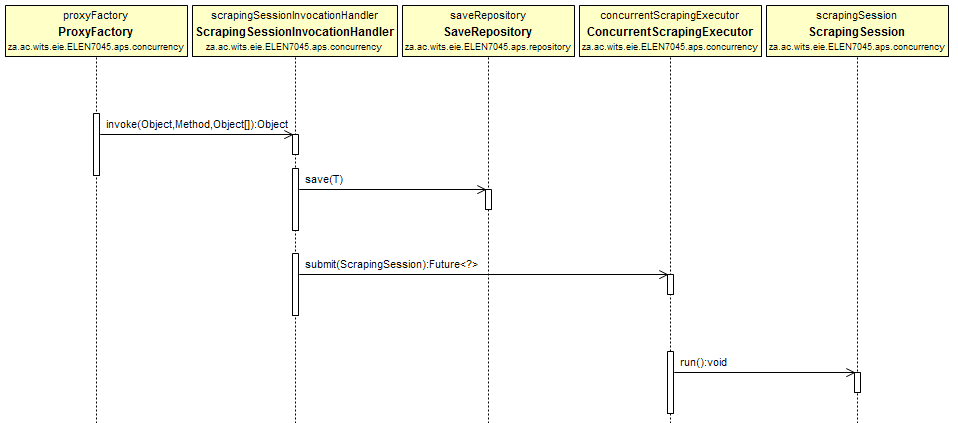 proxyFactory
ProxyFactory
za.ac.wits.eie.ELEN7045.aps.concurrency
scrapingSessionInvocationHandler
ScrapingSessionInvocationHandler
za.ac.wits.eie.ELEN7045.aps.concurrency
saveRepository
SaveRepository
za.ac.wits.eie.ELEN7045.aps.repository
concurrentScrapingExecutor
ConcurrentScrapingExecutor
za.ac.wits.eie.ELEN7045.aps.concurrency
scrapingSession
ScrapingSession
za.ac.wits.eie.ELEN7045.aps.concurrency
invoke(Object,Method,Object[]):Object
save(T)
submit(ScrapingSession):Future<?>
run():void